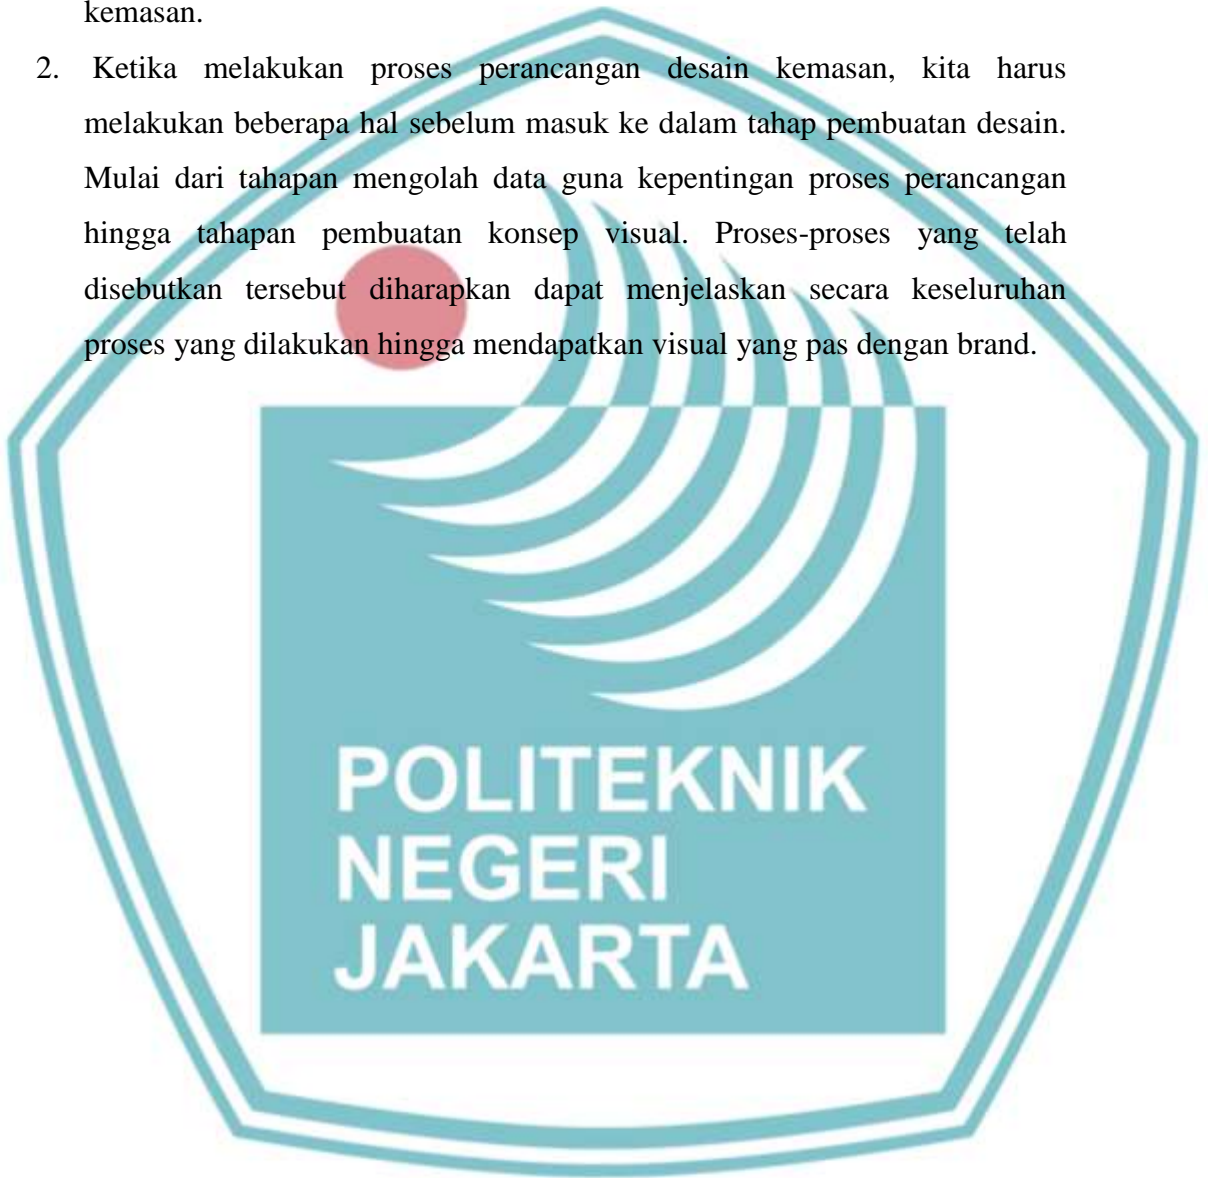 kemasan.
2. Ketika melakukan proses perancangan desain kemasan, kita harus
melakukan beberapa hal sebelum masuk ke dalam tahap pembuatan desain.
Mulai dari tahapan mengolah data guna kepentingan proses perancangan
hingga tahapan pembuatan konsep visual. Proses-proses yang telah
disebutkan tersebut diharapkan dapat menjelaskan secara keseluruhan
proses yang dilakukan hingga mendapatkan visual yang pas dengan brand.
POLITEKNIK
NEGERI
JAKARTA